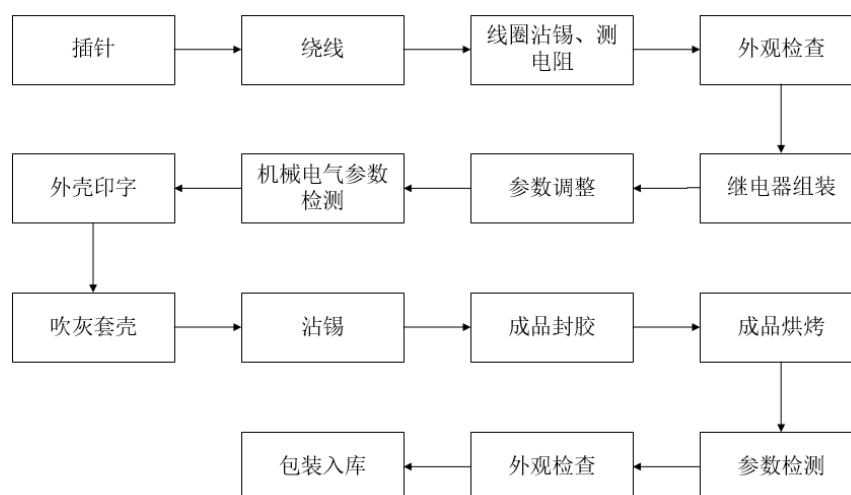 插针
绕线
线圈沾锡、测
电阻
外观检查
外壳印字
机械电气参数
检测
参数调整
继电器组装
吹灰套壳
沾锡
成品封胶
成品烘烤
包装入库
外观检查
参数检测